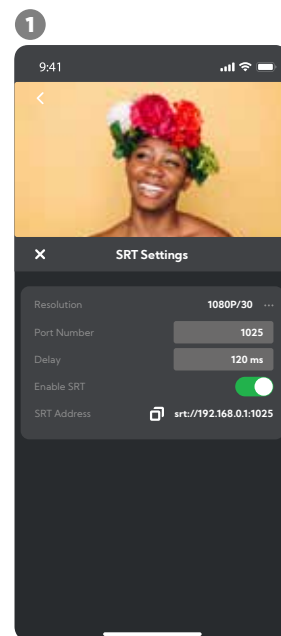 1
9:41
SRT Settings
Resolution 1080P/30 ...
Port Number 1025
Delay 120 ms
Enable SRT
SRT Address srt://192.168.0.1:1025